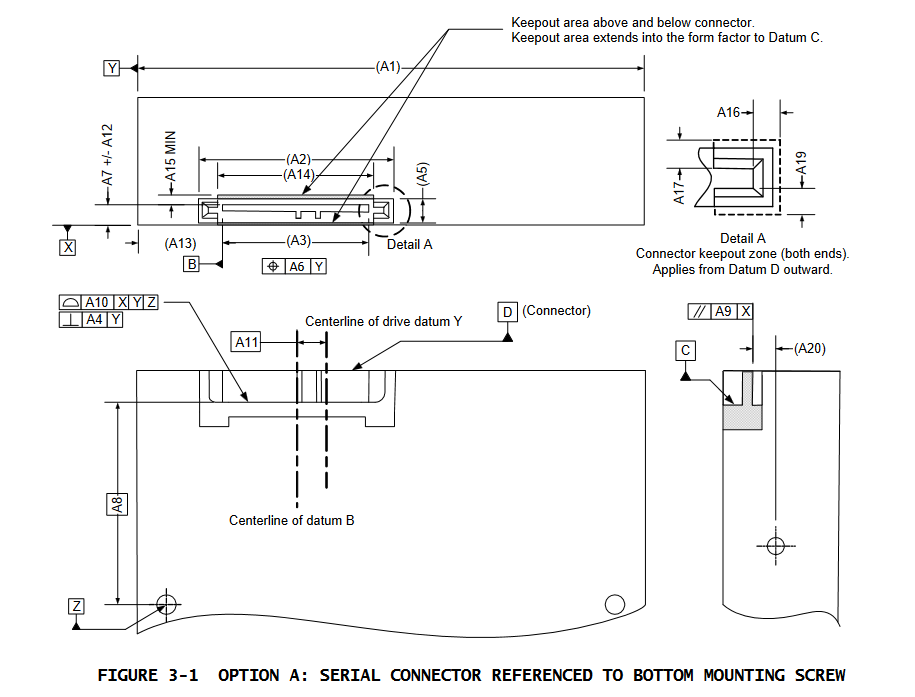 Keepout area above and below connector.
Keepout area extends into the form factor to Datum C.
Y
(A1)
A7 +/- A12
A15 MIN
(A2)
(A14)
(A5)
A16
A17
A19
X
(A13)
(A3)
Detail A
B
A6 Y
Detail A
Connector keepout zone (both ends).
Applies from Datum D outward.
A10 X Y Z
A4 Y
A11
Centerline of drive datum Y
D (Connector)
// A9 X
C
(A20)
A8
Centerline of datum B
Z
FIGURE 3-1 OPTION A: SERIAL CONNECTOR REFERENCED TO BOTTOM MOUNTING SCREW